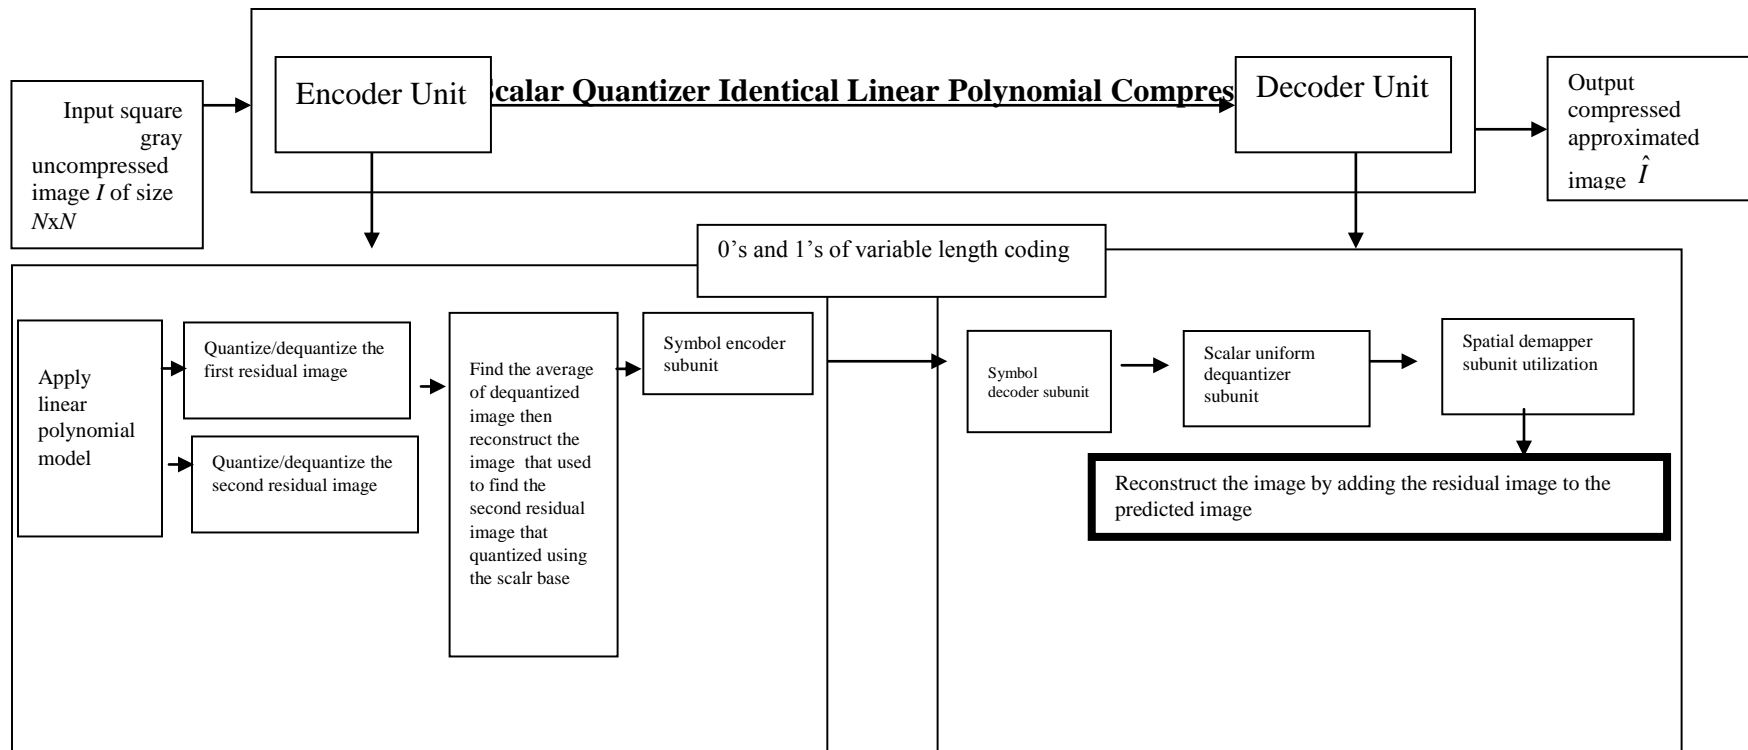 Encoder Unit
Scalar Quantizer Identical Linear Polynomial Compres
Decoder Unit
Input square
gray
uncompressed
image I of size
NxN
Output
compressed
approximated
image Î
0's and 1's of variable length coding
Apply
linear
polynomial
model
Quantize/dequantize the
first residual image
Quantize/dequantize the
second residual image
Find the average
of dequantized
image then
reconstruct the
image that used
to find the
second residual
image that
quantized using
the scalr base
Symbol encoder
subunit
Symbol
decoder subunit
Scalar uniform
dequantizer
subunit
Spatial demapper
subunit utilization
Reconstruct the image by adding the residual image to the
predicted image